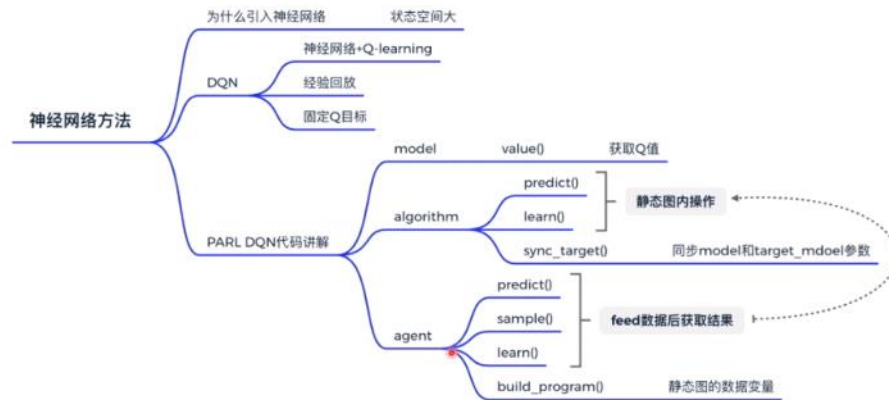 神经网络方法
为什么引入神经网络
状态空间大
DQN
神经网络+Q-learning
经验回放
固定Q目标
PARL DQN代码讲解
model
value()
获取Q值
algorithm
predict()
learn()
静态图内操作
sync_target()
同步model和target_mdoel参数
agent
predict()
sample()
learn()
feed数据后获取结果
build_program()
静态图的数据变量